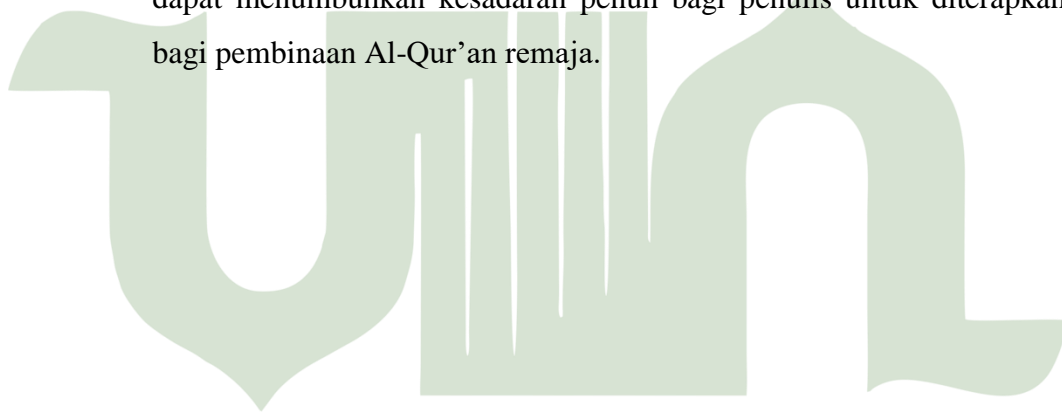 dapat menumbuhkan kesadaran penuh bagi penulis untuk diterapkan
bagi pembinaan Al-Qur’an remaja.